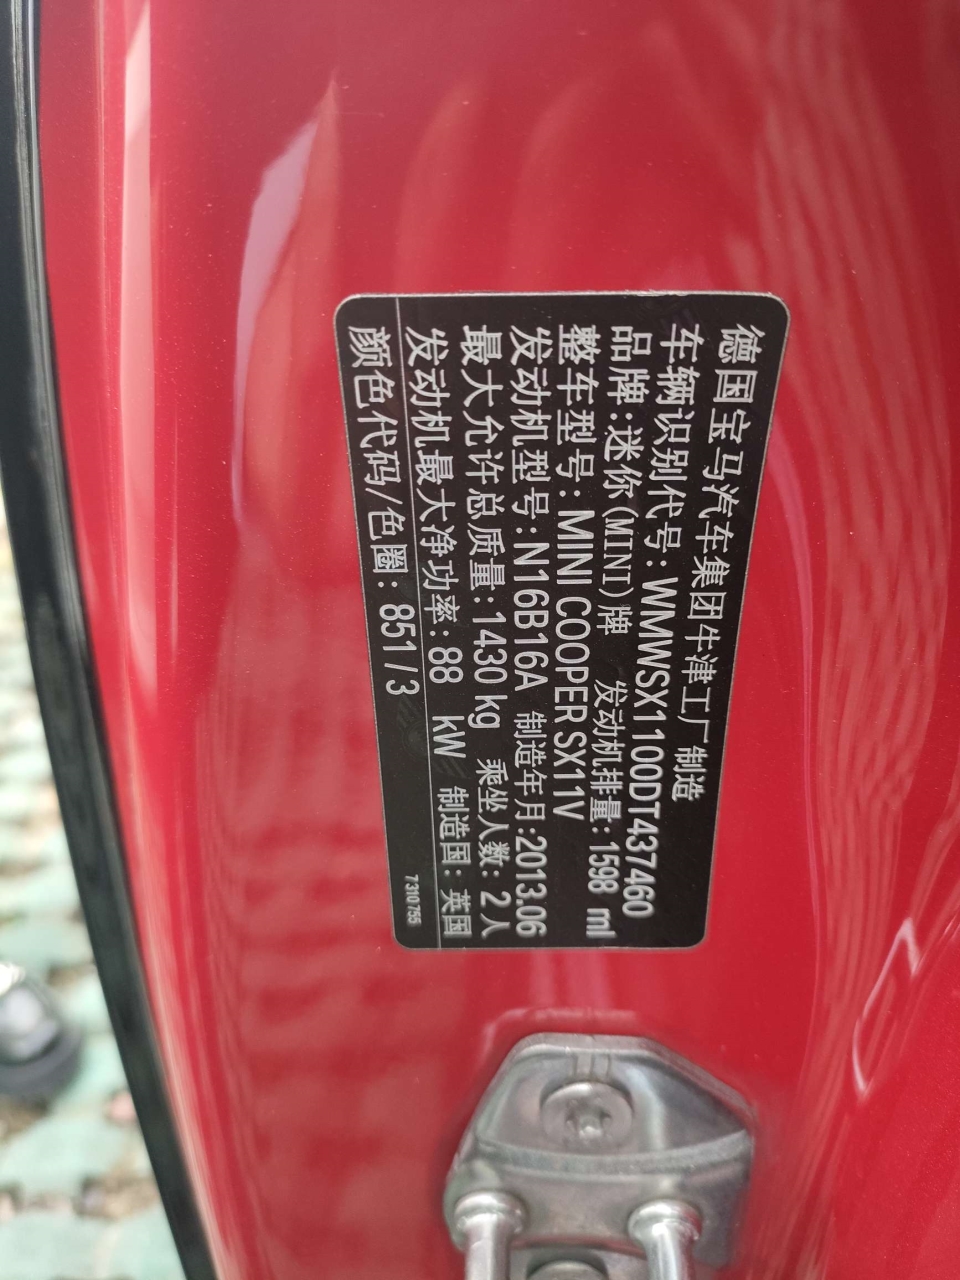 德国宝马汽车集团牛津工厂制造
车辆识别代号:WMWSX1100DT437460
品牌:迷你(MINI)牌 发动机排量:1598 ml
整车型号:MINI COOPER SX11V
发动机型号:N16B16A 制造年月:2013.06
最大允许总质量:1430 kg 乘坐人数: 2人
发动机最大净功率:88 kW 制造国: 英国
颜色代码/色圈: 851/3 7310755